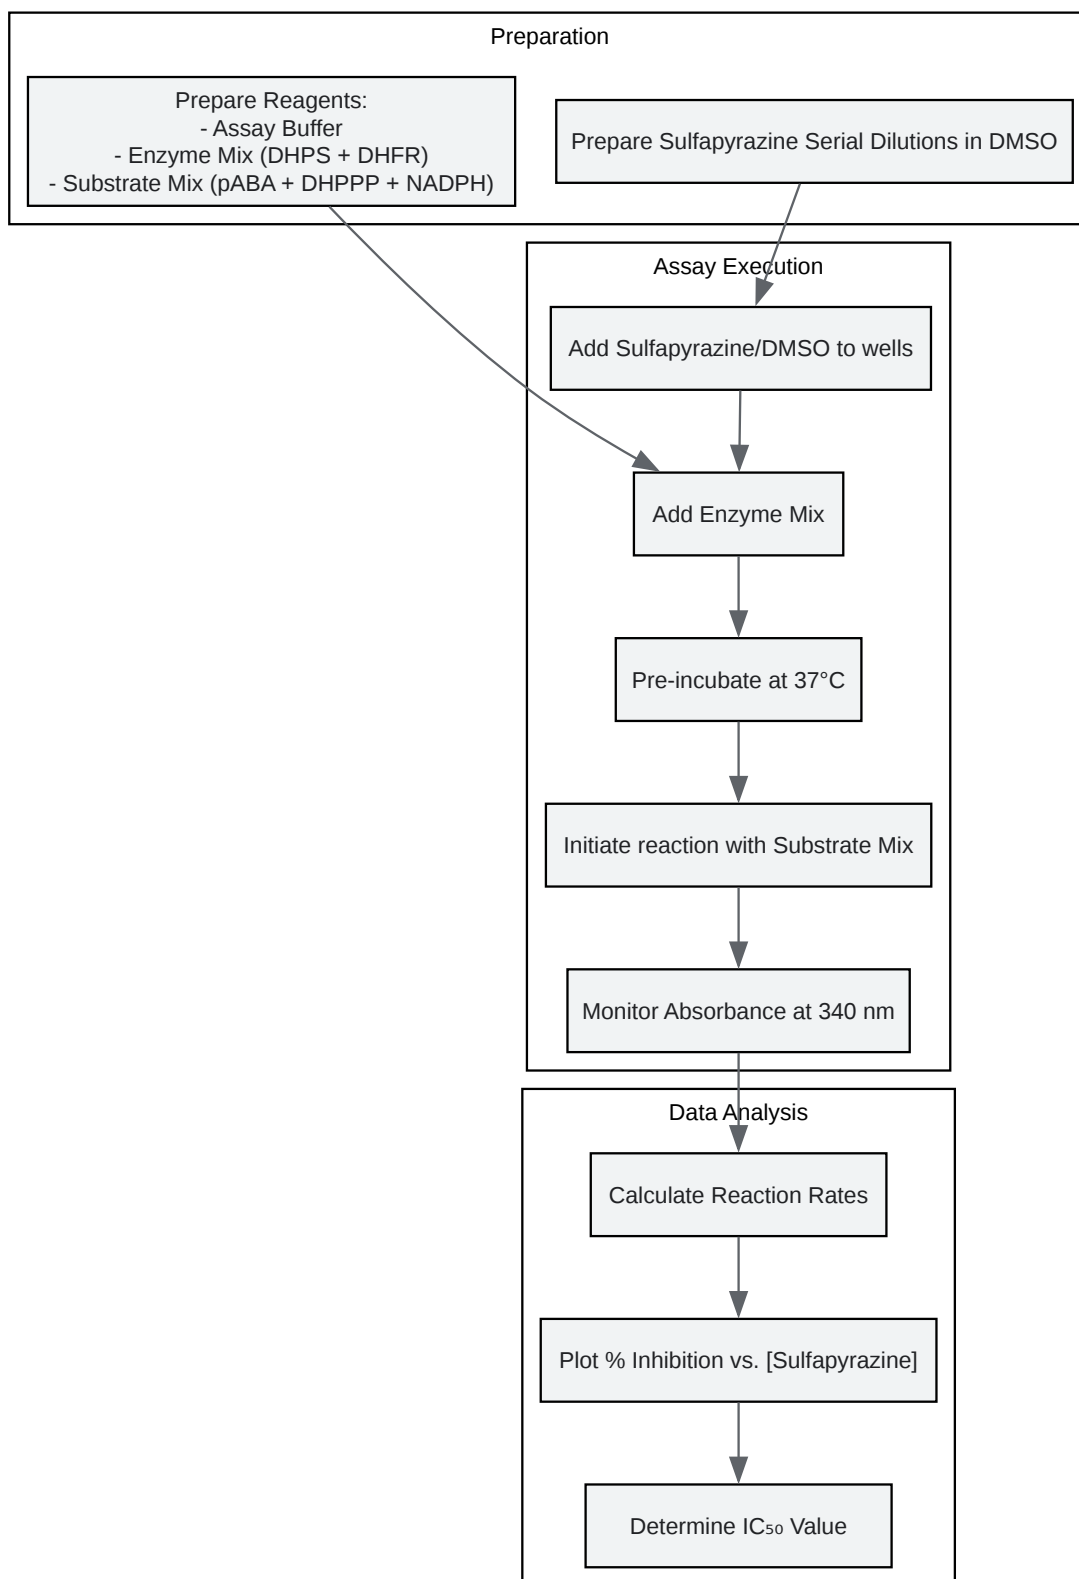 Preparation
Prepare Reagents:
- Assay Buffer
- Enzyme Mix (DHPS + DHFR)
- Substrate Mix (pABA + DHPPP + NADPH)
Prepare Sulfapyrazine Serial Dilutions in DMSO
Assay Execution
Add Sulfapyrazine/DMSO to wells
Add Enzyme Mix
Pre-incubate at 37°C
Initiate reaction with Substrate Mix
Monitor Absorbance at 340 nm
Data Analysis
Calculate Reaction Rates
Plot % Inhibition vs. [Sulfapyrazine]
Determine IC₅₀ Value